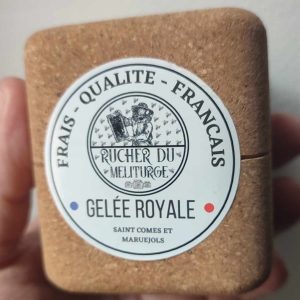 FRAIS - QUALITE - FRANCAIS
RUCHER DU
MELITURGE
GELÉE ROYALE
SAINT COMES ET
MARUEJOLS